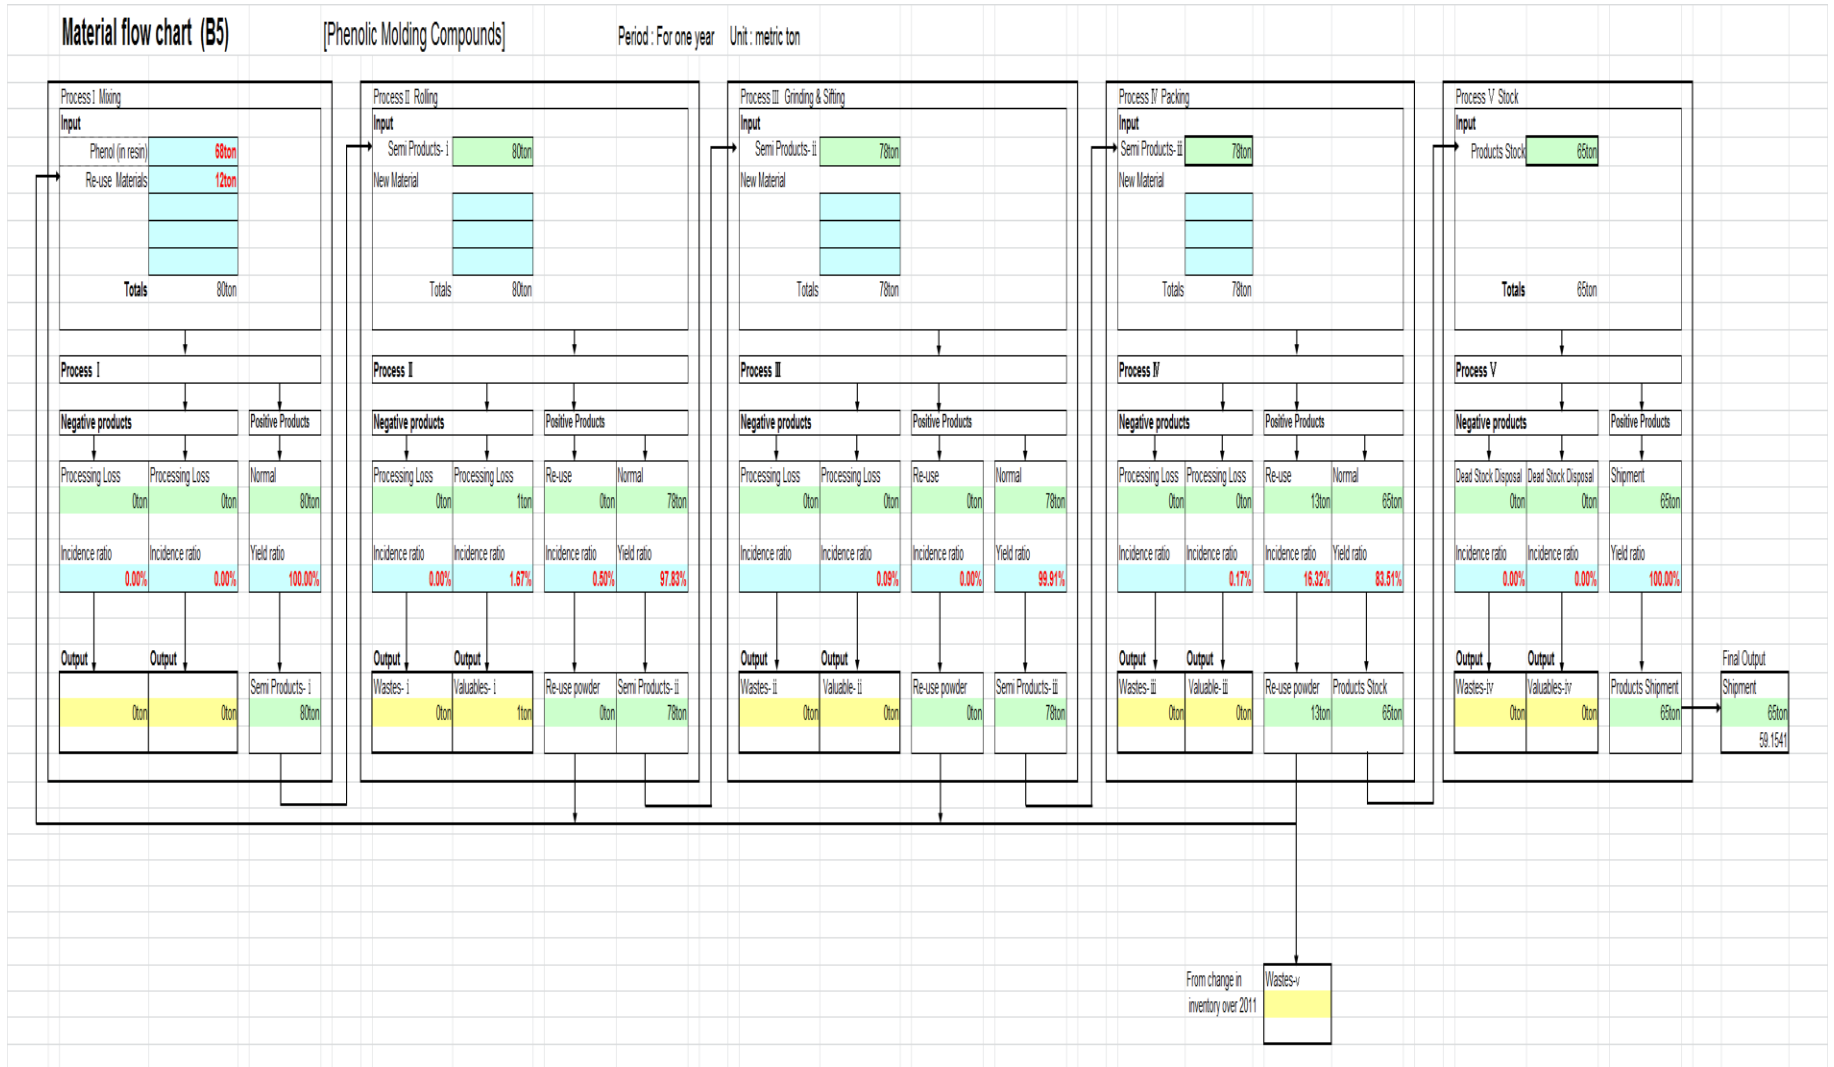 Material flow chart (B5) [Phenolic Molding Compounds] Period : For one year Unit : metric ton
Process Ⅰ Mixing
Input
Phenol (in resin) 68ton
Re-use Materials 12ton
Totals 80ton
Process Ⅰ
Negative products Positive Products
Processing Loss Processing Loss Normal
0ton 0ton 80ton
Incidence ratio Incidence ratio Yield ratio
0.00% 0.00% 100.00%
Output Output
Semi Products- ⅰ
0ton 0ton 80ton
Process Ⅱ Rolling
Input
Semi Products- ⅰ 80ton
New Material
Totals 80ton
Process Ⅱ
Negative products Positive Products
Processing Loss Processing Loss Re-use Normal
0ton 1ton 0ton 78ton
Incidence ratio Incidence ratio Incidence ratio Yield ratio
0.00% 1.67% 0.50% 97.83%
Output Output
Wastes- ⅰ Valuables- ⅰ Re-use powder Semi Products- ⅱ
0ton 1ton 0ton 78ton
Process Ⅲ Grinding & Sifting
Input
Semi Products- ⅱ 78ton
New Material
Totals 78ton
Process Ⅲ
Negative products Positive Products
Processing Loss Processing Loss Re-use Normal
0ton 0ton 0ton 78ton
Incidence ratio Incidence ratio Incidence ratio Yield ratio
0.09% 0.00% 99.91%
Output Output
Wastes- ⅱ Valuable- ⅱ Re-use powder Semi Products- ⅲ
0ton 0ton 0ton 78ton
Process Ⅳ Packing
Input
Semi Products- ⅲ 78ton
New Material
Totals 78ton
Process Ⅳ
Negative products Positive Products
Processing Loss Processing Loss Re-use Normal
0ton 0ton 13ton 65ton
Incidence ratio Incidence ratio Incidence ratio Yield ratio
0.17% 16.32% 83.51%
Output Output
Wastes- ⅲ Valuable- ⅲ Re-use powder Products Stock
0ton 0ton 13ton 65ton
Process Ⅴ Stock
Input
Products Stock 65ton
Totals 65ton
Process Ⅴ
Negative products Positive Products
Dead Stock Disposal Dead Stock Disposal Shipment
0ton 0ton 65ton
Incidence ratio Incidence ratio Yield ratio
0.00% 0.00% 100.00%
Output Output
Wastes-ⅳ Valuables-ⅳ Products Shipment
0ton 0ton 65ton
Final Output
Shipment
65ton
59.1541
From change in
inventory over 2011
Wastes-ⅴ